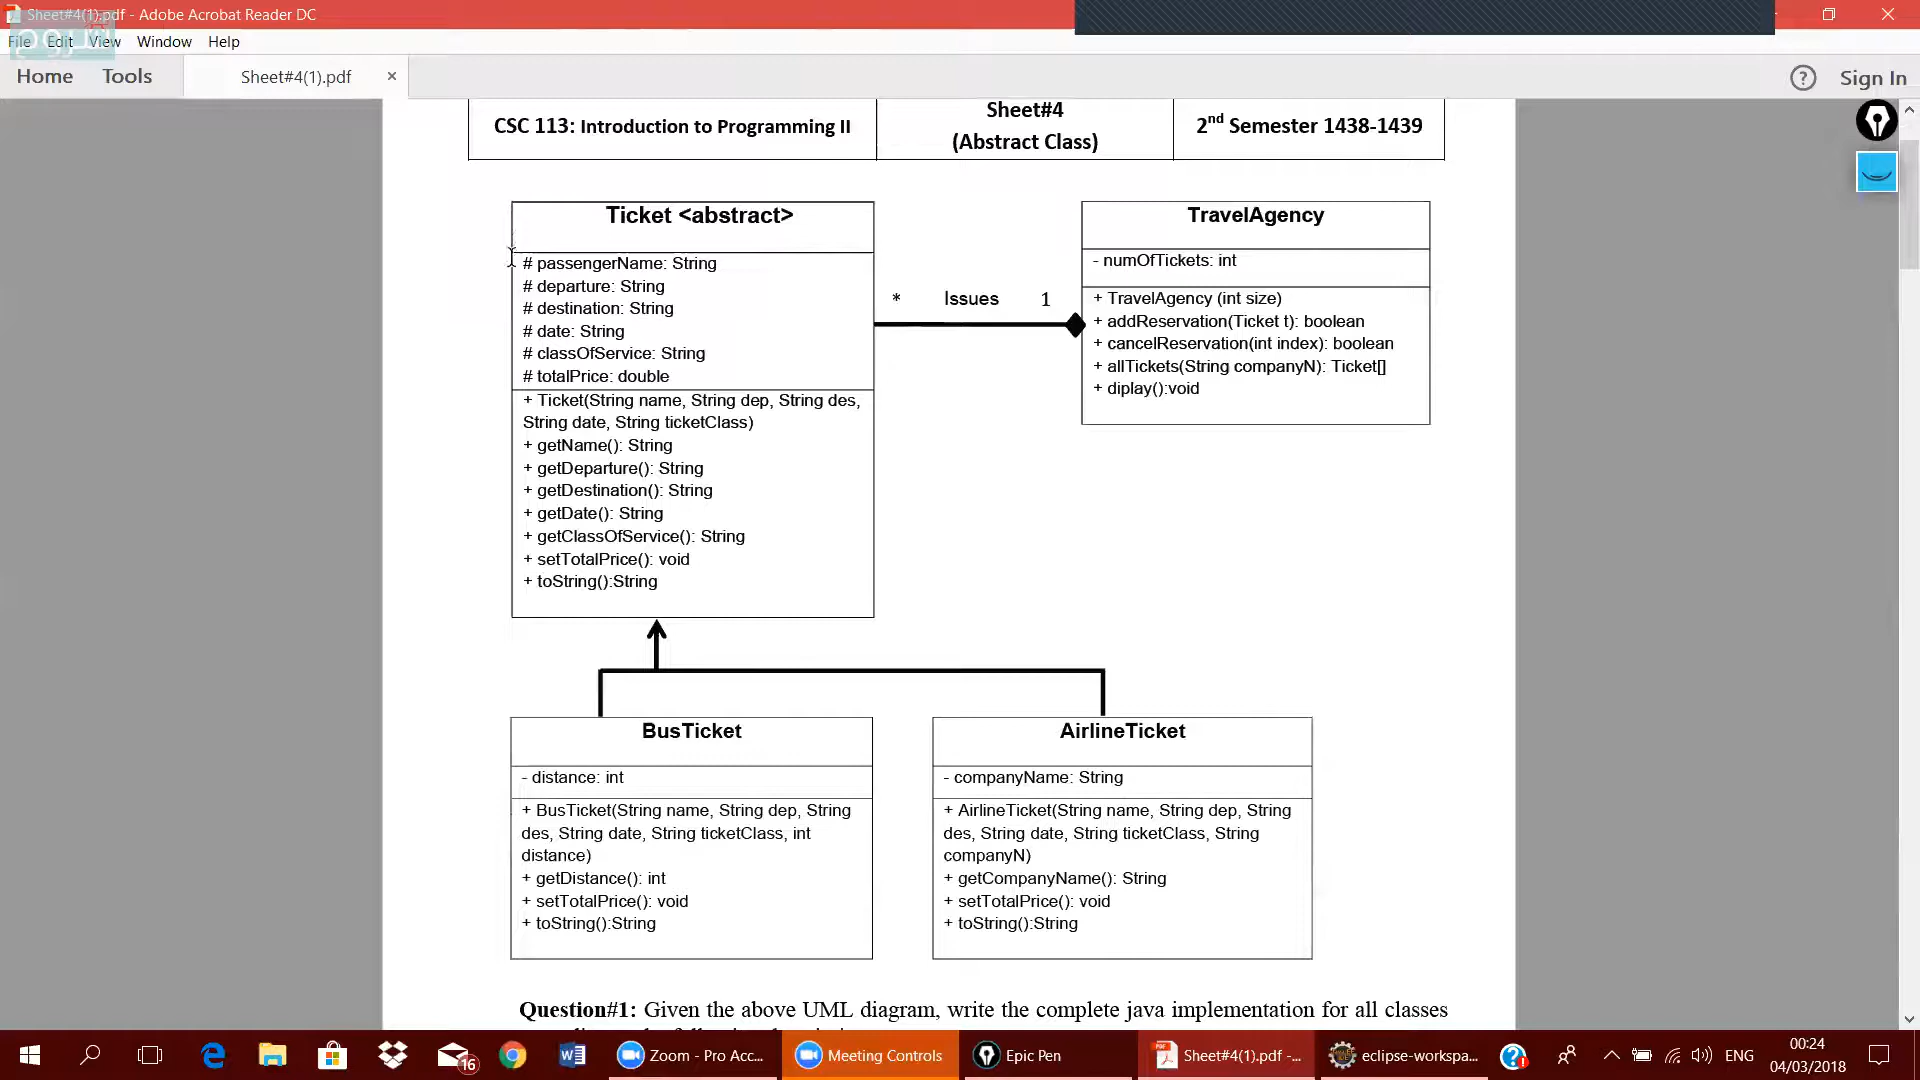 Sheet#4(1).pdf - Adobe Acrobat Reader DC
File Edit View Window Help
Home Tools Sheet#4(1).pdf × ? Sign In
CSC 113: Introduction to Programming II
Sheet#4
(Abstract Class)
2nd Semester 1438-1439
Ticket <abstract>
# passengerName: String
# departure: String
# destination: String
# date: String
# classOfService: String
# totalPrice: double
+ Ticket(String name, String dep, String des,
String date, String ticketClass)
+ getName(): String
+ getDeparture(): String
+ getDestination(): String
+ getDate(): String
+ getClassOfService(): String
+ setTotalPrice(): void
+ toString():String
* Issues 1
TravelAgency
- numOfTickets: int
+ TravelAgency (int size)
+ addReservation(Ticket t): boolean
+ cancelReservation(int index): boolean
+ allTickets(String companyN): Ticket[]
+ diplay():void
BusTicket
- distance: int
+ BusTicket(String name, String dep, String
des, String date, String ticketClass, int
distance)
+ getDistance(): int
+ setTotalPrice(): void
+ toString():String
AirlineTicket
- companyName: String
+ AirlineTicket(String name, String dep, String
des, String date, String ticketClass, String
companyN)
+ getCompanyName(): String
+ setTotalPrice(): void
+ toString():String
Question#1: Given the above UML diagram, write the complete java implementation for all classes
16 Zoom - Pro Acc... Meeting Controls Epic Pen Sheet#4(1).pdf -... eclipse-workspa... ENG
00:24
04/03/2018